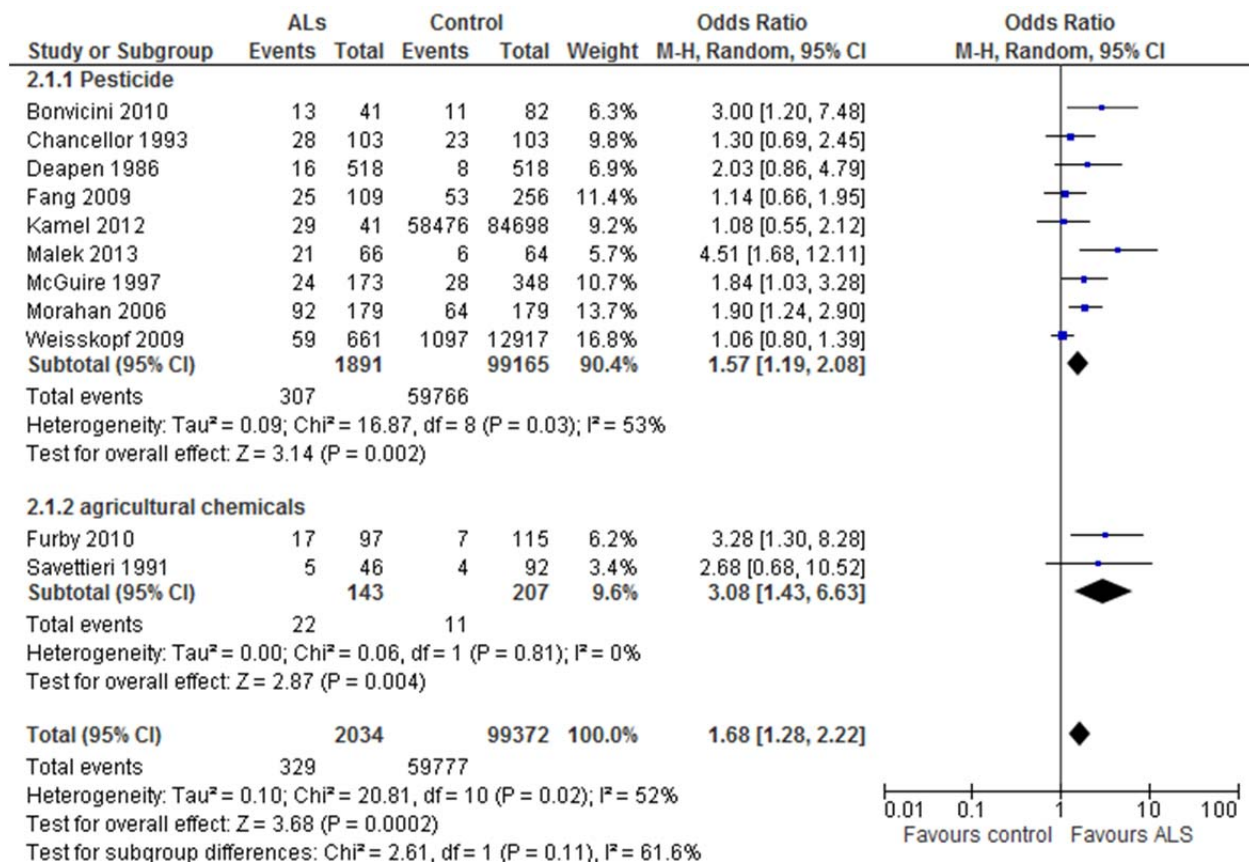 ALs Control Odds Ratio Odds Ratio
Study or Subgroup Events Total Events Total Weight M-H, Random, 95% CI M-H, Random, 95% CI
2.1.1 Pesticide
Bonvicini 2010 13 41 11 82 6.3% 3.00 [1.20, 7.48]
Chancellor 1993 28 103 23 103 9.8% 1.30 [0.69, 2.45]
Deapen 1986 16 518 8 518 6.9% 2.03 [0.86, 4.79]
Fang 2009 25 109 53 256 11.4% 1.14 [0.66, 1.95]
Kamel 2012 29 41 58476 84698 9.2% 1.08 [0.55, 2.12]
Malek 2013 21 66 6 64 5.7% 4.51 [1.68, 12.11]
McGuire 1997 24 173 28 348 10.7% 1.84 [1.03, 3.28]
Morahan 2006 92 179 64 179 13.7% 1.90 [1.24, 2.90]
Weisskopf 2009 59 661 1097 12917 16.8% 1.06 [0.80, 1.39]
Subtotal (95% CI) 1891 99165 90.4% 1.57 [1.19, 2.08]
Total events 307 59766
Heterogeneity: Tau² = 0.09; Chi² = 16.87, df = 8 (P = 0.03); I² = 53%
Test for overall effect: Z = 3.14 (P = 0.002)
2.1.2 agricultural chemicals
Furby 2010 17 97 7 115 6.2% 3.28 [1.30, 8.28]
Savettieri 1991 5 46 4 92 3.4% 2.68 [0.68, 10.52]
Subtotal (95% CI) 143 207 9.6% 3.08 [1.43, 6.63]
Total events 22 11
Heterogeneity: Tau² = 0.00; Chi² = 0.06, df = 1 (P = 0.81); I² = 0%
Test for overall effect: Z = 2.87 (P = 0.004)
Total (95% CI) 2034 99372 100.0% 1.68 [1.28, 2.22]
Total events 329 59777
Heterogeneity: Tau² = 0.10; Chi² = 20.81, df = 10 (P = 0.02); I² = 52%
Test for overall effect: Z = 3.68 (P = 0.0002)
Test for subgroup differences: Chi² = 2.61, df = 1 (P = 0.11), I² = 61.6%
0.01 0.1 1 10 100
Favours control Favours ALS